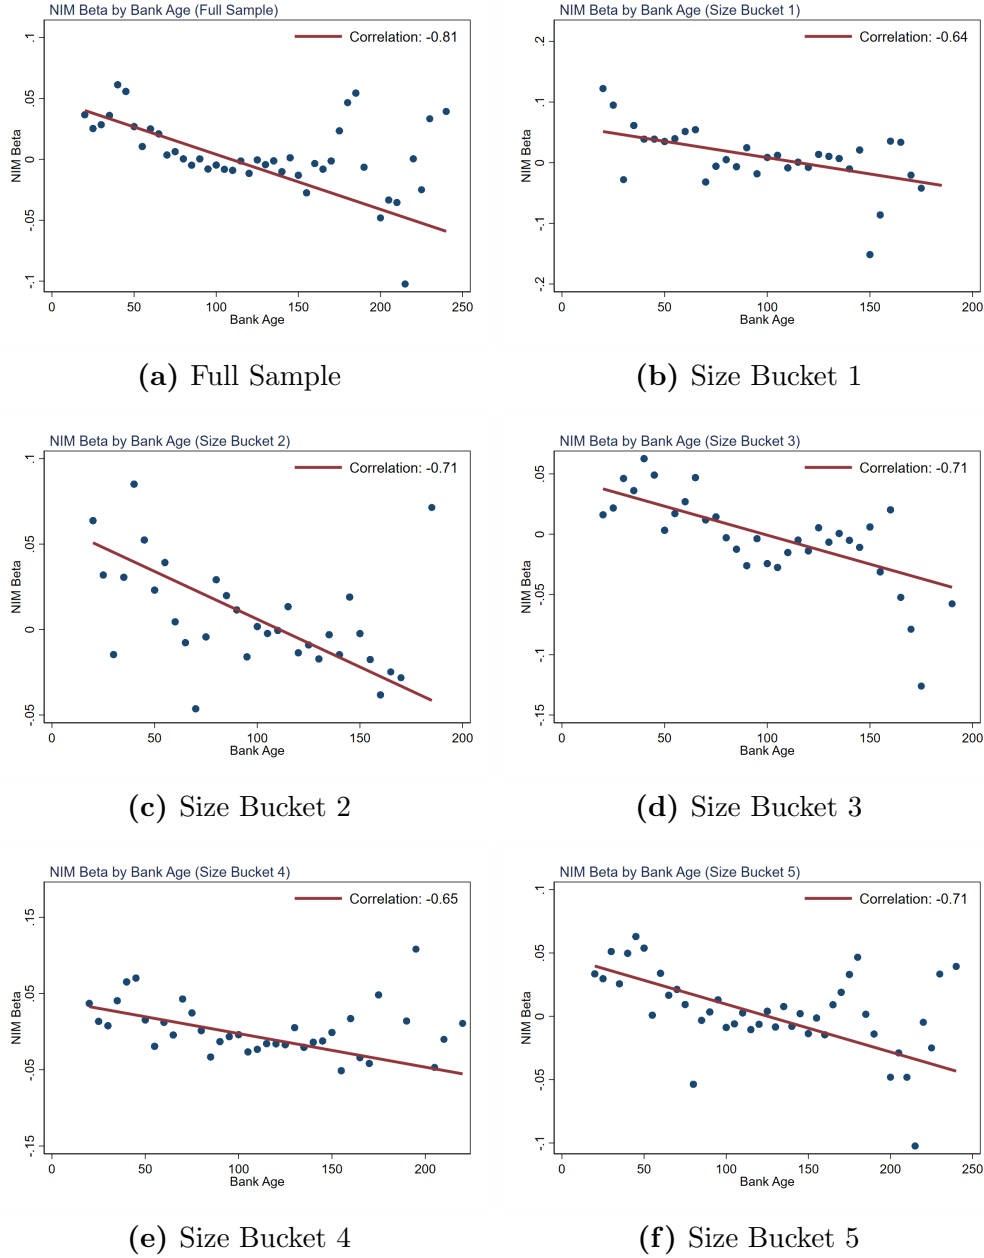 NIM Beta by Bank Age (Full Sample)
Correlation: -0.81
NIM Beta
.1
.05
0
-.05
-.1
0 50 100 150 200 250
Bank Age
(a) Full Sample
NIM Beta by Bank Age (Size Bucket 1)
Correlation: -0.64
NIM Beta
.2
.1
0
-.1
-.2
0 50 100 150 200
Bank Age
(b) Size Bucket 1
NIM Beta by Bank Age (Size Bucket 2)
Correlation: -0.71
NIM Beta
.1
.05
0
-.05
0 50 100 150 200
Bank Age
(c) Size Bucket 2
NIM Beta by Bank Age (Size Bucket 3)
Correlation: -0.71
NIM Beta
.05
0
-.05
-.1
-.15
0 50 100 150 200
Bank Age
(d) Size Bucket 3
NIM Beta by Bank Age (Size Bucket 4)
Correlation: -0.65
NIM Beta
.15
.05
-.05
-.15
0 50 100 150 200
Bank Age
(e) Size Bucket 4
NIM Beta by Bank Age (Size Bucket 5)
Correlation: -0.71
NIM Beta
.1
.05
0
-.05
-.1
0 50 100 150 200 250
Bank Age
(f) Size Bucket 5